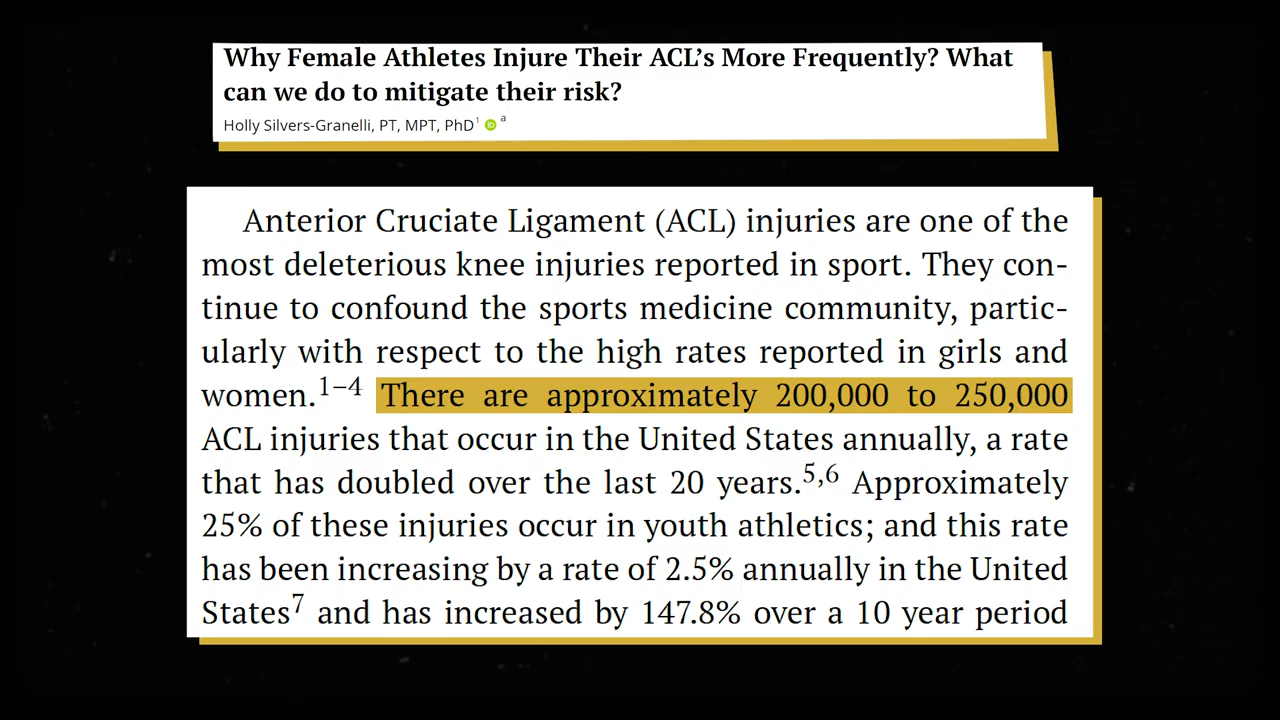 Why Female Athletes Injure Their ACL’s More Frequently? What
can we do to mitigate their risk?
Holly Silvers-Granelli, PT, MPT, PhD¹ iD ᵃ
Anterior Cruciate Ligament (ACL) injuries are one of the
most deleterious knee injuries reported in sport. They con-
tinue to confound the sports medicine community, partic-
ularly with respect to the high rates reported in girls and
women.¹⁻⁴ There are approximately 200,000 to 250,000
ACL injuries that occur in the United States annually, a rate
that has doubled over the last 20 years.⁵,⁶ Approximately
25% of these injuries occur in youth athletics; and this rate
has been increasing by a rate of 2.5% annually in the United
States⁷ and has increased by 147.8% over a 10 year period